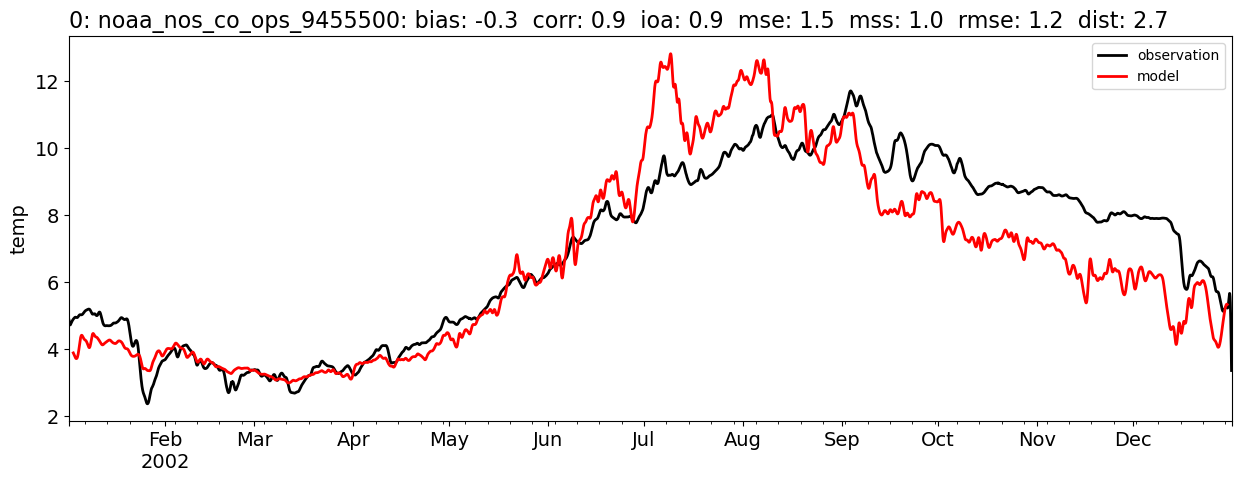 0: noaa_nos_co_ops_9455500: bias: -0.3  corr: 0.9  ioa: 0.9  mse: 1.5  mss: 1.0  rmse: 1.2  dist: 2.7
observation
model
12
10
8
6
4
2
temp
Feb Mar Apr May Jun Jul Aug Sep Oct Nov Dec
2002